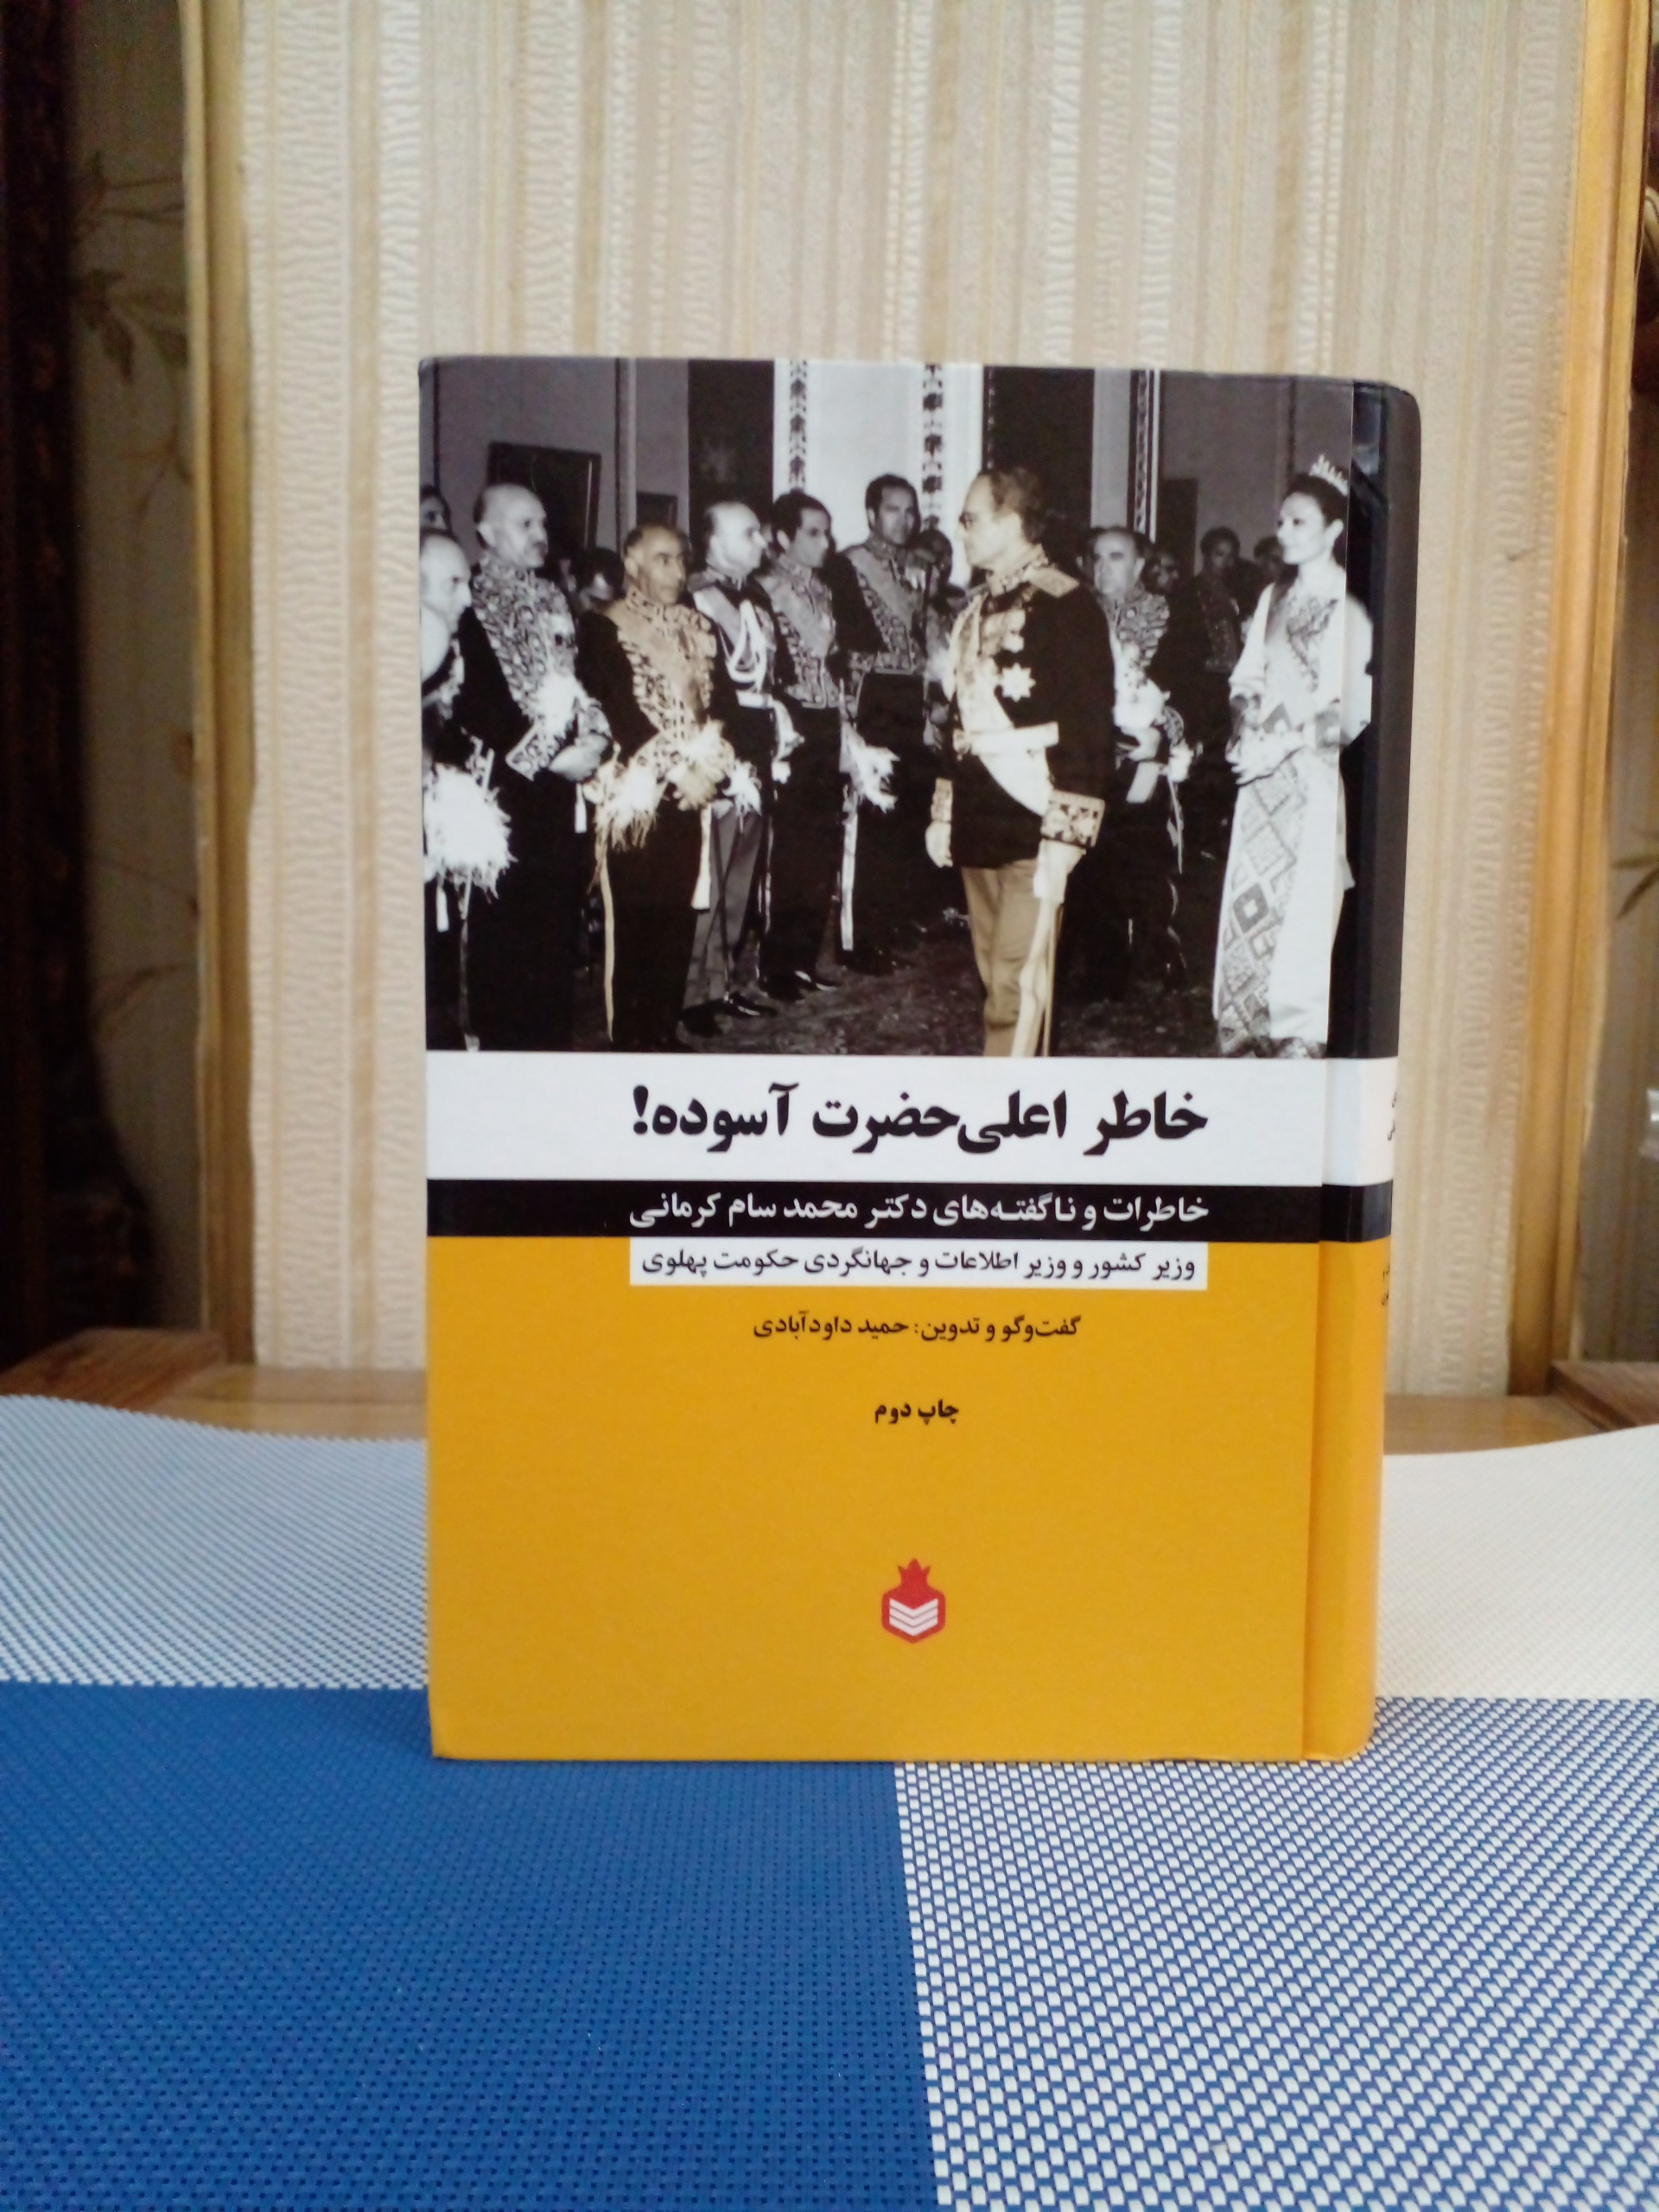 خاطر اعلی‌حضرت آسوده!
خاطرات و ناگفته‌های دکتر محمد سام کرمانی
وزیر کشور و وزیر اطلاعات و جهانگردی حکومت پهلوی
گفت‌وگو و تدوین: حمید داودآبادی
چاپ دوم